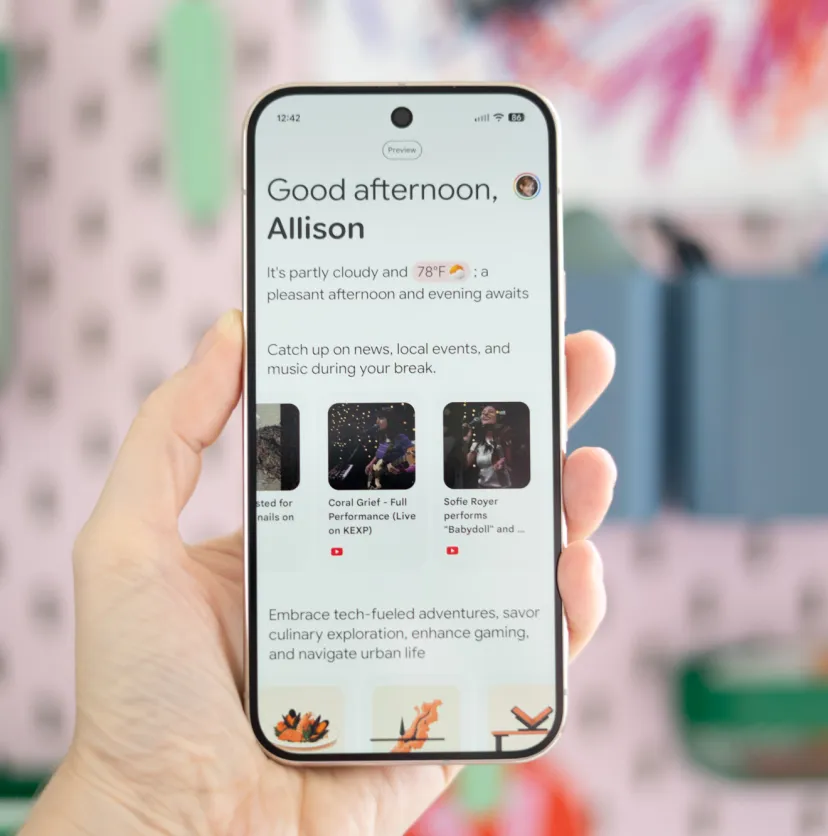 12:42
86
Preview
Good afternoon,
Allison
It's partly cloudy and 78°F ; a
pleasant afternoon and evening awaits
Catch up on news, local events, and
music during your break.
sted for
nails on
Coral Grief - Full
Performance (Live
on KEXP)
Sofie Royer
performs
"Babydoll" and ...
Embrace tech-fueled adventures, savor
culinary exploration, enhance gaming,
and navigate urban life